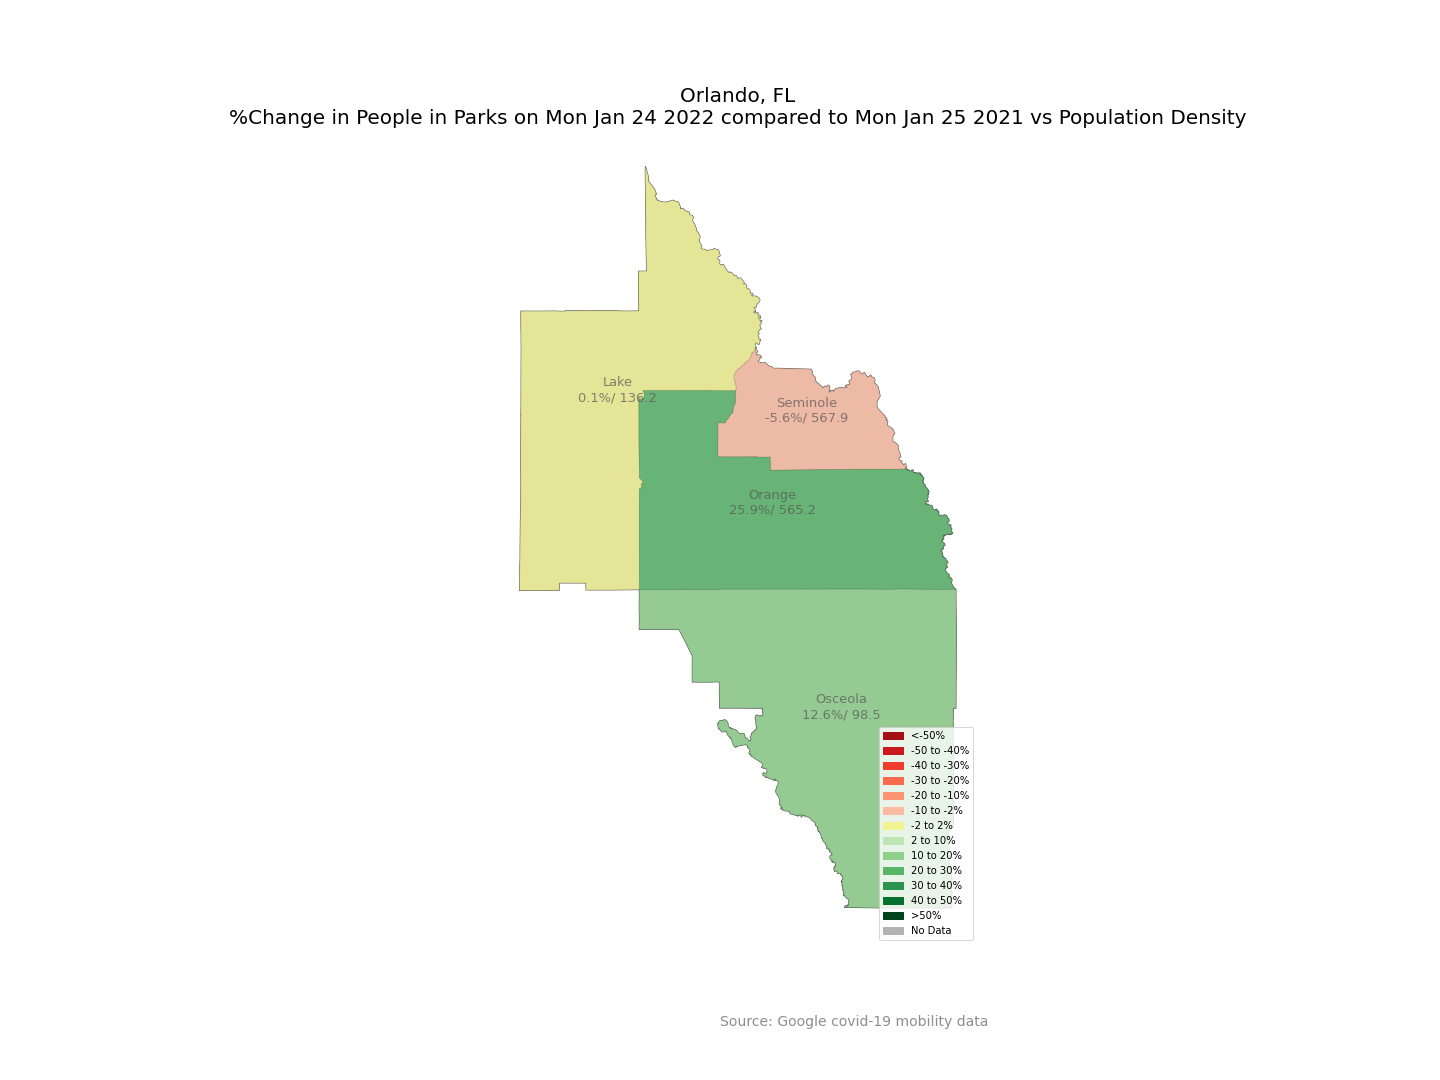 Orlando, FL
%Change in People in Parks on Mon Jan 24 2022 compared to Mon Jan 25 2021 vs Population Density
Lake
0.1%/ 136.2
Seminole
-5.6%/ 567.9
Orange
25.9%/ 565.2
Osceola
12.6%/ 98.5
<-50%
-50 to -40%
-40 to -30%
-30 to -20%
-20 to -10%
-10 to -2%
-2 to 2%
2 to 10%
10 to 20%
20 to 30%
30 to 40%
40 to 50%
>50%
No Data
Source: Google covid-19 mobility data